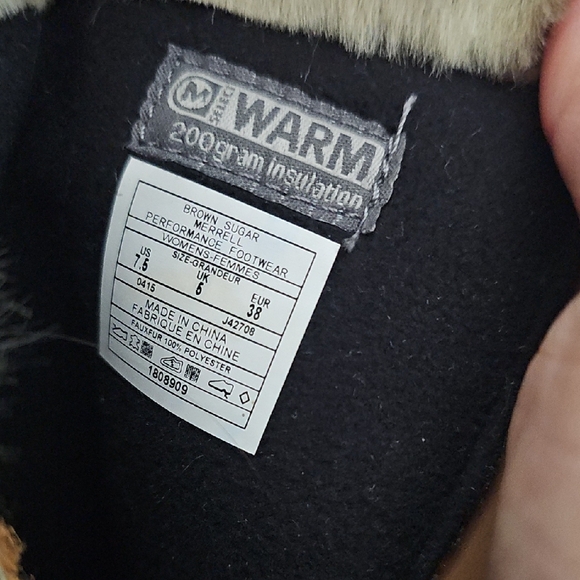 M SELECT WARM
200gram insulation
BROWN SUGAR
MERRELL
PERFORMANCE FOOTWEAR
WOMENS-FEMMES
SIZE-GRANDEUR
US UK EUR
7.5 5 38
0415 J42708
MADE IN CHINA
FABRIQUE EN CHINE
FAUXFUR 100% POLYESTER
1808909